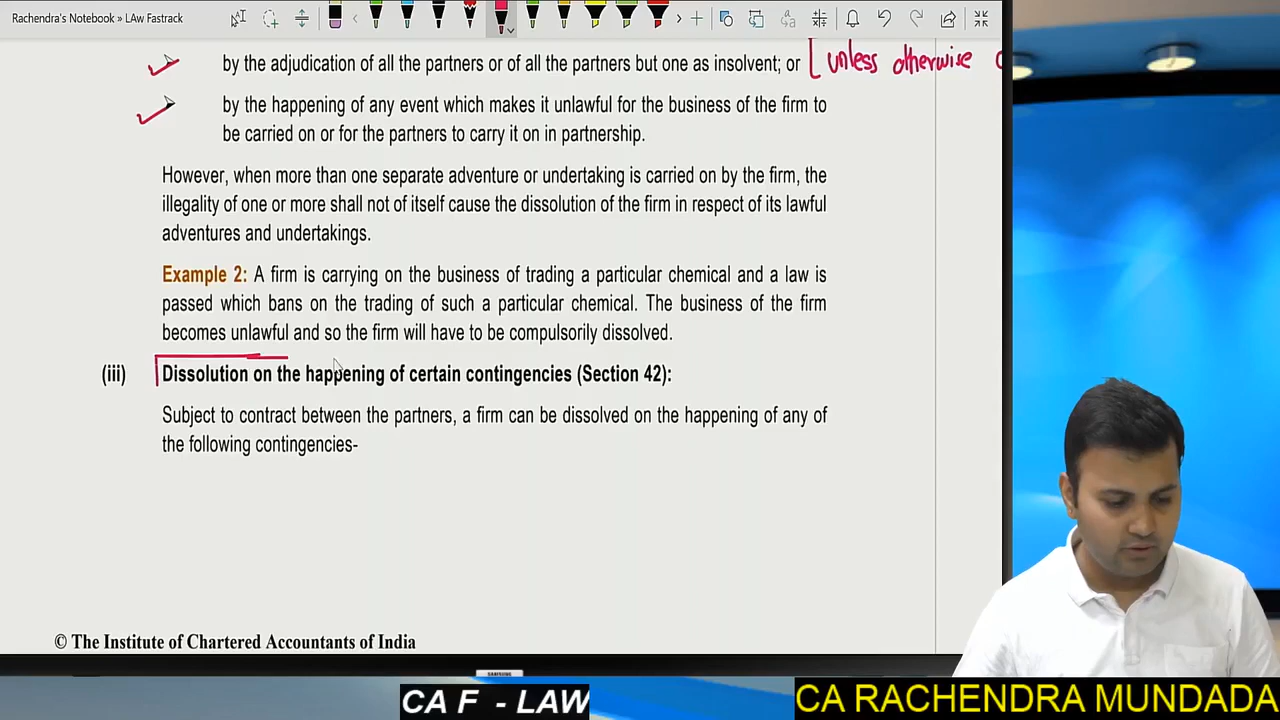 Rachendra's Notebook » LAw Fastrack
by the adjudication of all the partners or of all the partners but one as insolvent; or [unless otherwise
by the happening of any event which makes it unlawful for the business of the firm to
be carried on or for the partners to carry it on in partnership.
However, when more than one separate adventure or undertaking is carried on by the firm, the
illegality of one or more shall not of itself cause the dissolution of the firm in respect of its lawful
adventures and undertakings.
Example 2: A firm is carrying on the business of trading a particular chemical and a law is
passed which bans on the trading of such a particular chemical. The business of the firm
becomes unlawful and so the firm will have to be compulsorily dissolved.
(iii) Dissolution on the happening of certain contingencies (Section 42):
Subject to contract between the partners, a firm can be dissolved on the happening of any of
the following contingencies-
© The Institute of Chartered Accountants of India
SAMSUNG
CA F - LAW
CA RACHENDRA MUNDADA